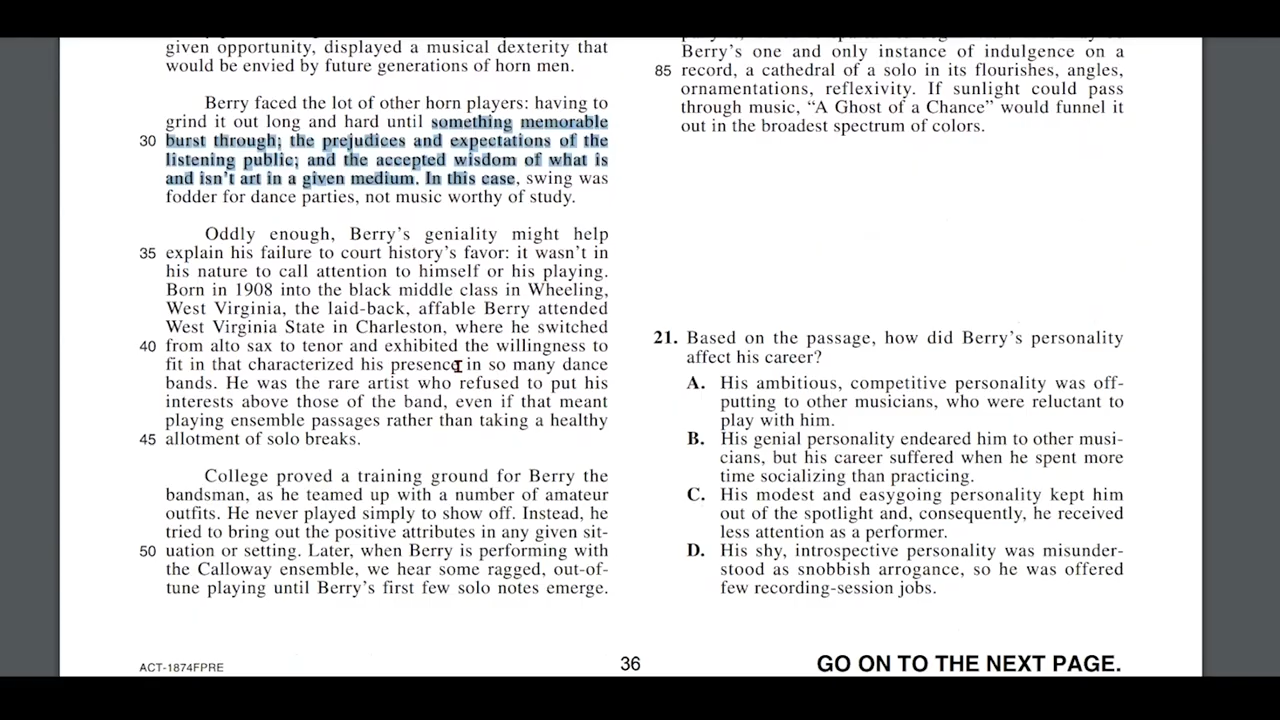 given opportunity, displayed a musical dexterity that
would be envied by future generations of horn men.
Berry faced the lot of other horn players: having to
grind it out long and hard until something memorable
30 burst through; the prejudices and expectations of the
listening public; and the accepted wisdom of what is
and isn't art in a given medium. In this case, swing was
fodder for dance parties, not music worthy of study.
Oddly enough, Berry's geniality might help
35 explain his failure to court history's favor: it wasn't in
his nature to call attention to himself or his playing.
Born in 1908 into the black middle class in Wheeling,
West Virginia, the laid-back, affable Berry attended
West Virginia State in Charleston, where he switched
40 from alto sax to tenor and exhibited the willingness to
fit in that characterized his presence in so many dance
bands. He was the rare artist who refused to put his
interests above those of the band, even if that meant
playing ensemble passages rather than taking a healthy
45 allotment of solo breaks.
College proved a training ground for Berry the
bandsman, as he teamed up with a number of amateur
outfits. He never played simply to show off. Instead, he
tried to bring out the positive attributes in any given sit-
50 uation or setting. Later, when Berry is performing with
the Calloway ensemble, we hear some ragged, out-of-
tune playing until Berry's first few solo notes emerge.
Berry's one and only instance of indulgence on a
85 record, a cathedral of a solo in its flourishes, angles,
ornamentations, reflexivity. If sunlight could pass
through music, “A Ghost of a Chance” would funnel it
out in the broadest spectrum of colors.
21. Based on the passage, how did Berry's personality
affect his career?
A. His ambitious, competitive personality was off-
putting to other musicians, who were reluctant to
play with him.
B. His genial personality endeared him to other musi-
cians, but his career suffered when he spent more
time socializing than practicing.
C. His modest and easygoing personality kept him
out of the spotlight and, consequently, he received
less attention as a performer.
D. His shy, introspective personality was misunder-
stood as snobbish arrogance, so he was offered
few recording-session jobs.
ACT-1874FPRE
36
GO ON TO THE NEXT PAGE.